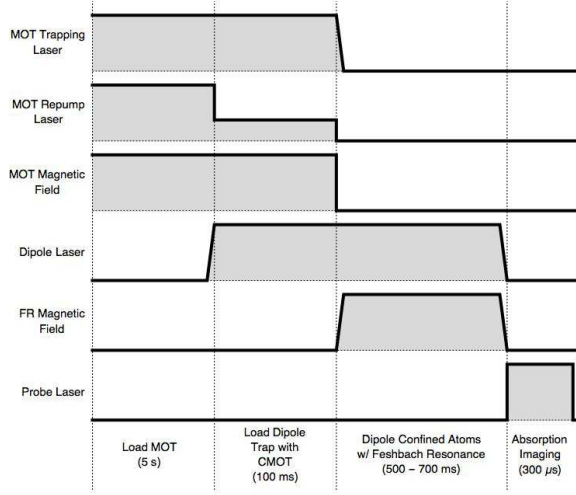 MOT Trapping
Laser
MOT Repump
Laser
MOT Magnetic
Field
Dipole Laser
FR Magnetic
Field
Probe Laser
Load MOT
(5 s)
Load Dipole
Trap with
CMOT
(100 ms)
Dipole Confined Atoms
w/ Feshbach Resonance
(500 – 700 ms)
Absorption
Imaging
(300 µs)